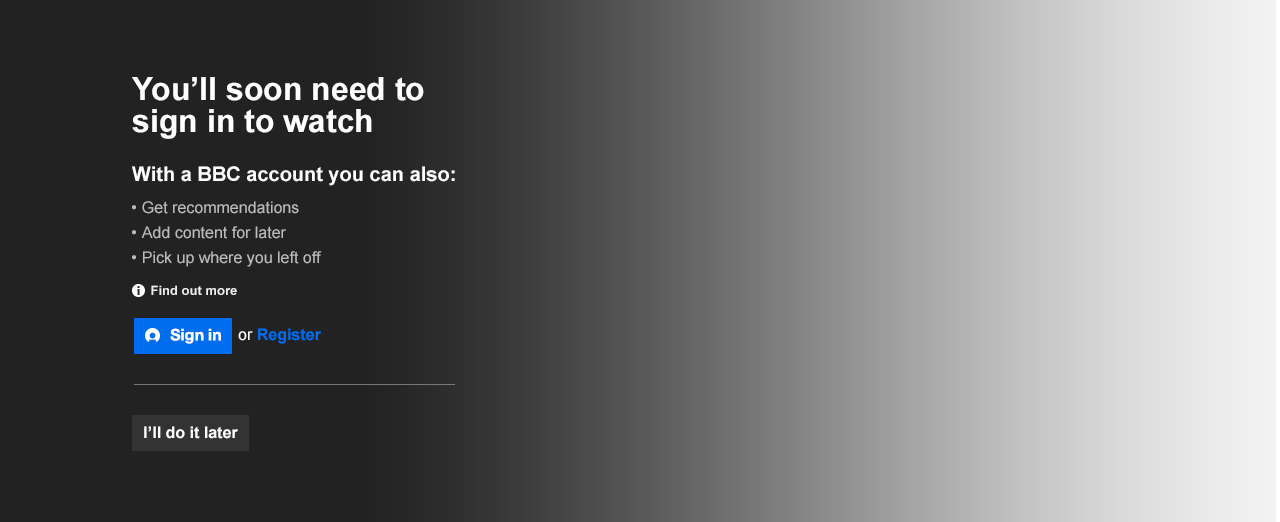 You’ll soon need to
sign in to watch
With a BBC account you can also:
• Get recommendations
• Add content for later
• Pick up where you left off
Find out more
Sign in or Register
I’ll do it later